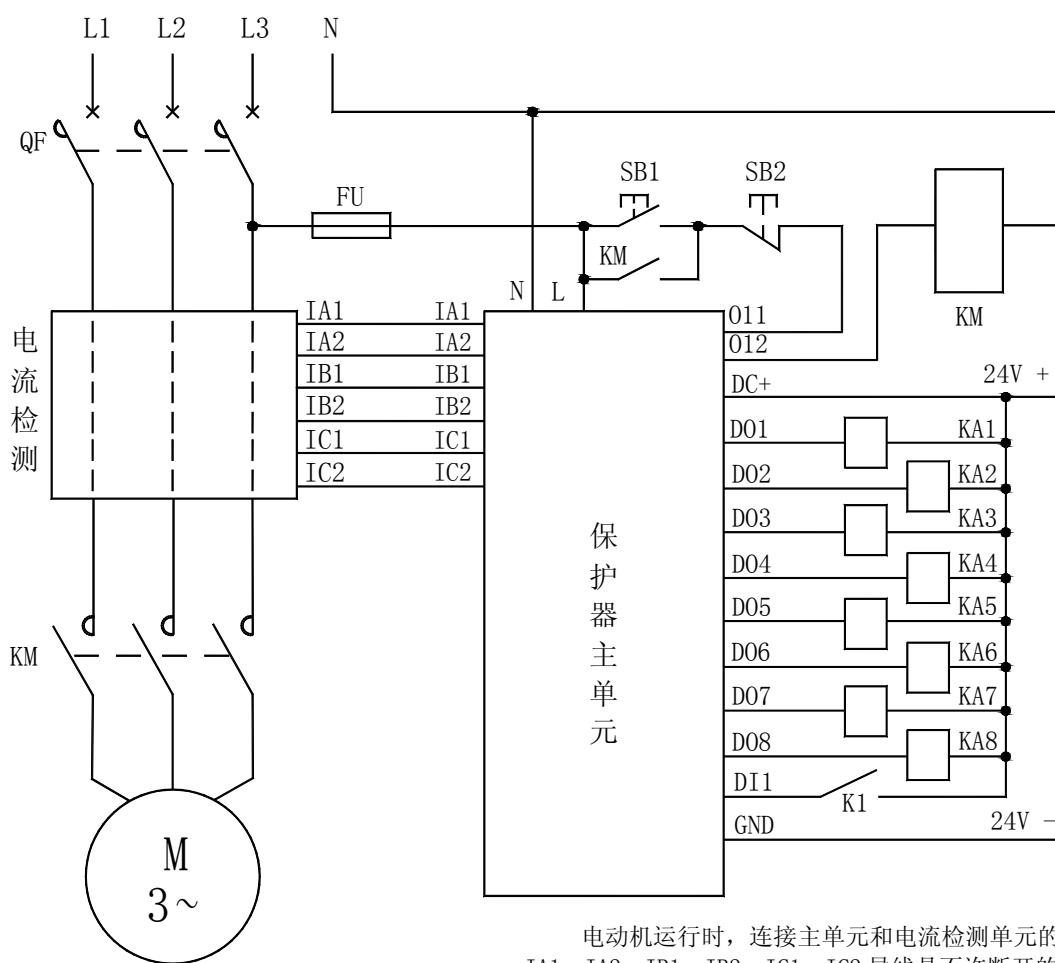 L1 L2 L3 N
QF
FU
SB1 SB2
KM
N L
KM
电流检测
IA1 IA1
IA2 IA2
IB1 IB1
IB2 IB2
IC1 IC1
IC2 IC2
O11
O12
DC+ 24V +
DO1 KA1
DO2 KA2
DO3 KA3
DO4 KA4
DO5 KA5
DO6 KA6
DO7 KA7
DO8 KA8
DI1 K1
GND 24V -
保护器主单元
KM
M
3~
电动机运行时，连接主单元和电流检测单元的